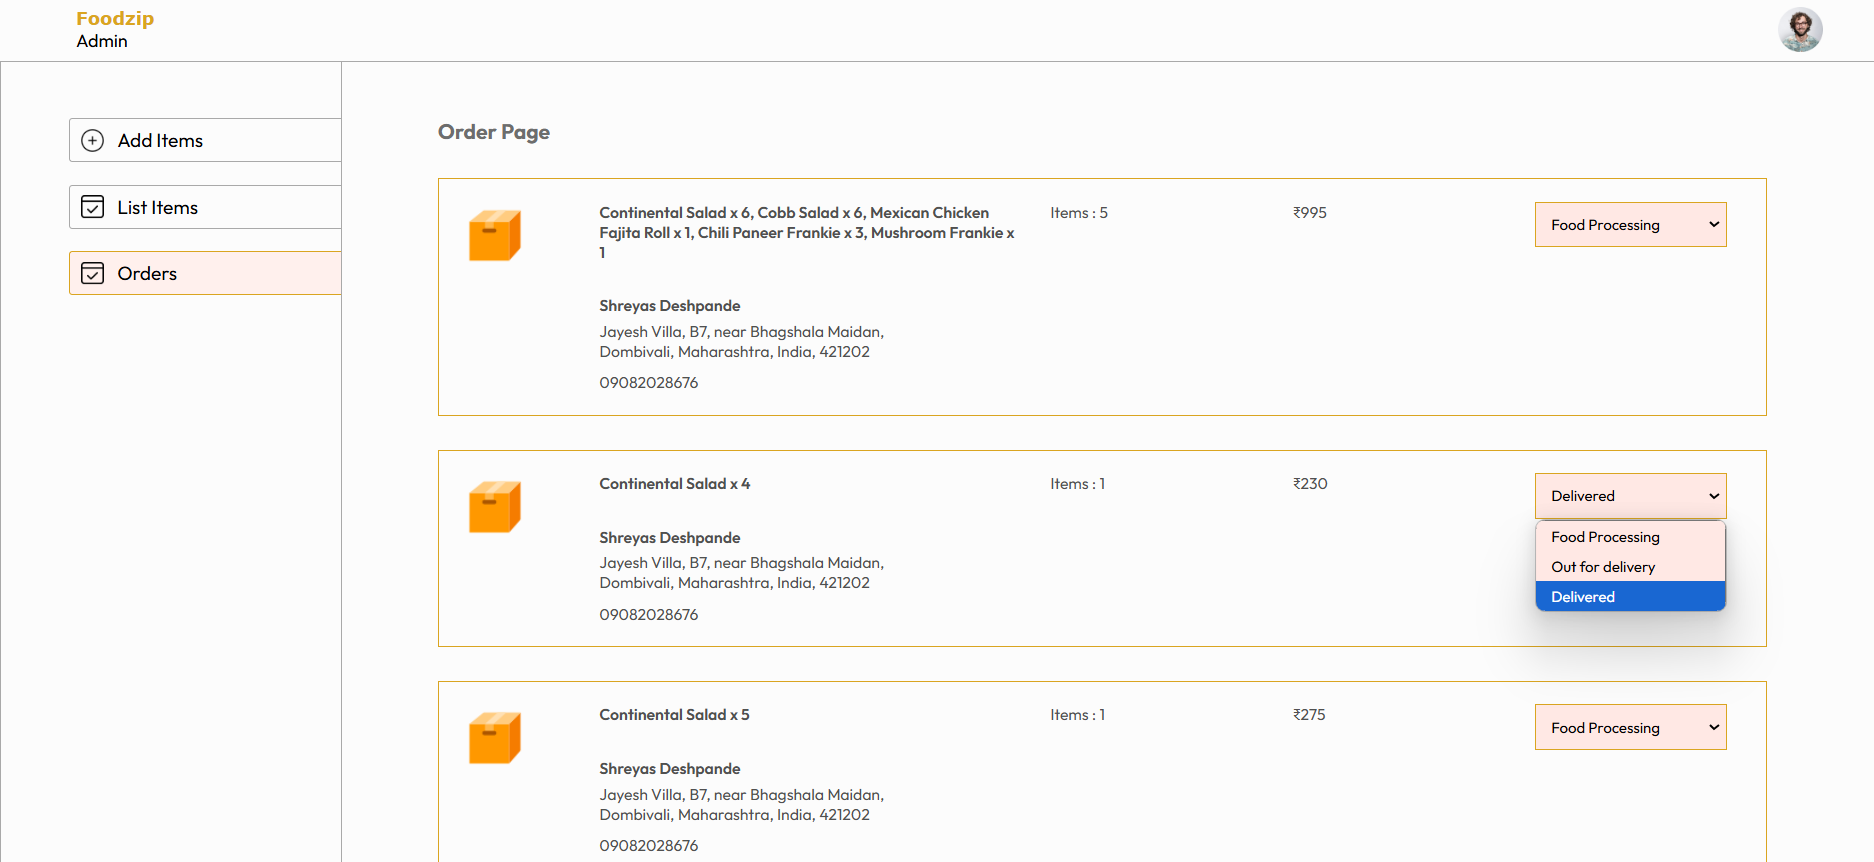 Foodzip
Admin
Add Items
List Items
Orders
Order Page
Continental Salad x 6, Cobb Salad x 6, Mexican Chicken
Fajita Roll x 1, Chili Paneer Frankie x 3, Mushroom Frankie x
1
Items : 5
₹995
Food Processing
Shreyas Deshpande
Jayesh Villa, B7, near Bhagshala Maidan,
Dombivali, Maharashtra, India, 421202
09082028676
Continental Salad x 4
Items : 1
₹230
Delivered
Food Processing
Out for delivery
Delivered
Shreyas Deshpande
Jayesh Villa, B7, near Bhagshala Maidan,
Dombivali, Maharashtra, India, 421202
09082028676
Continental Salad x 5
Items : 1
₹275
Food Processing
Shreyas Deshpande
Jayesh Villa, B7, near Bhagshala Maidan,
Dombivali, Maharashtra, India, 421202
09082028676